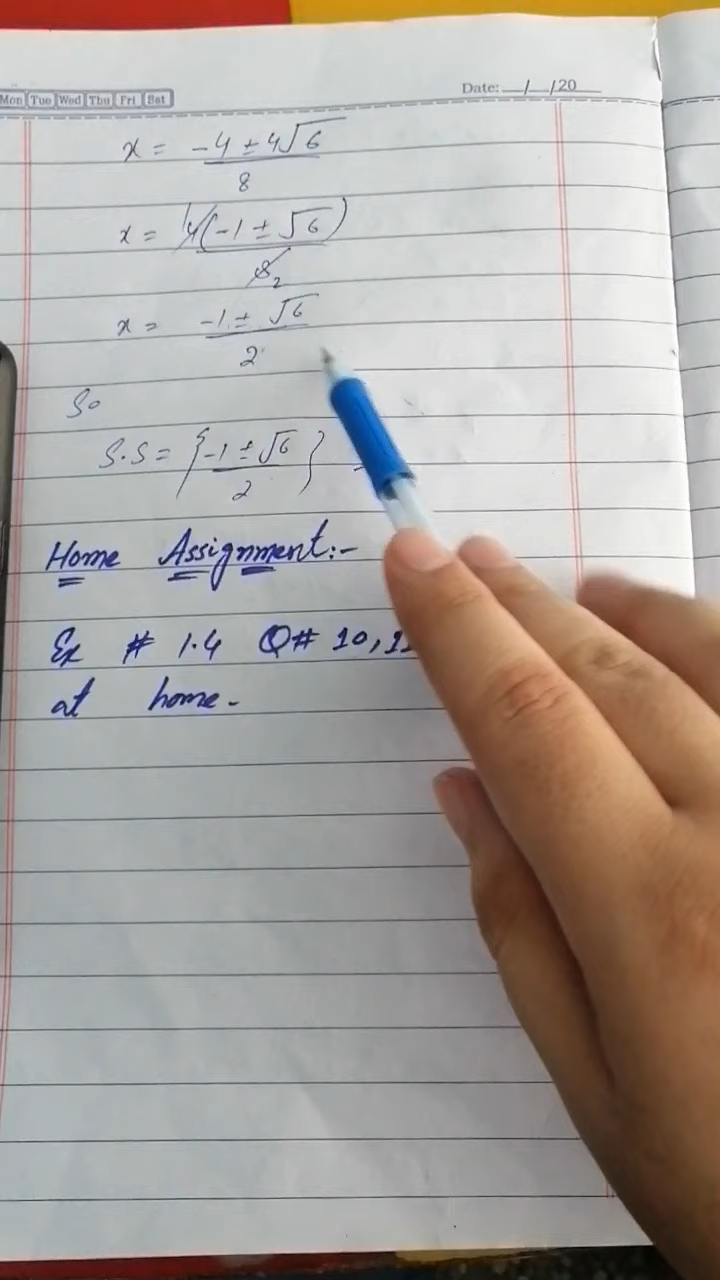 Mon Tue Wed Thu Fri Sat
Date: / /20
x = -4 ± 4√6 / 8
x = 4(-1 ± √6) / 8 2
x = -1 ± √6 / 2
So
S.S = {-1 ± √6 / 2}
Home Assignment:-
Ex # 1.4 Q# 10,
at home.